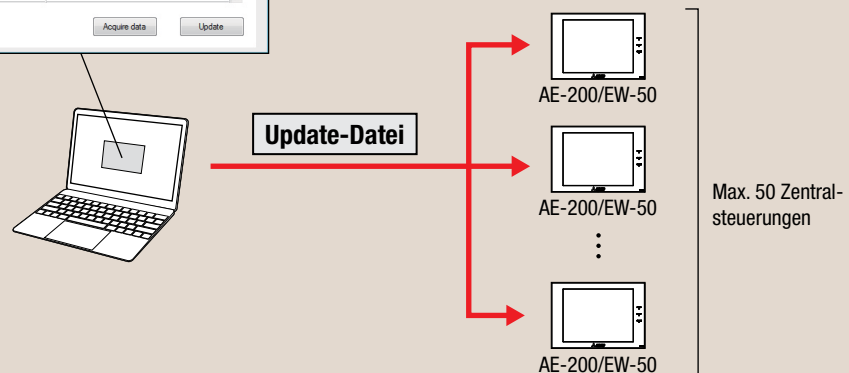 Acquire data
Update
Update-Datei
AE-200/EW-50
AE-200/EW-50
AE-200/EW-50
Max. 50 Zentral-
steuerungen